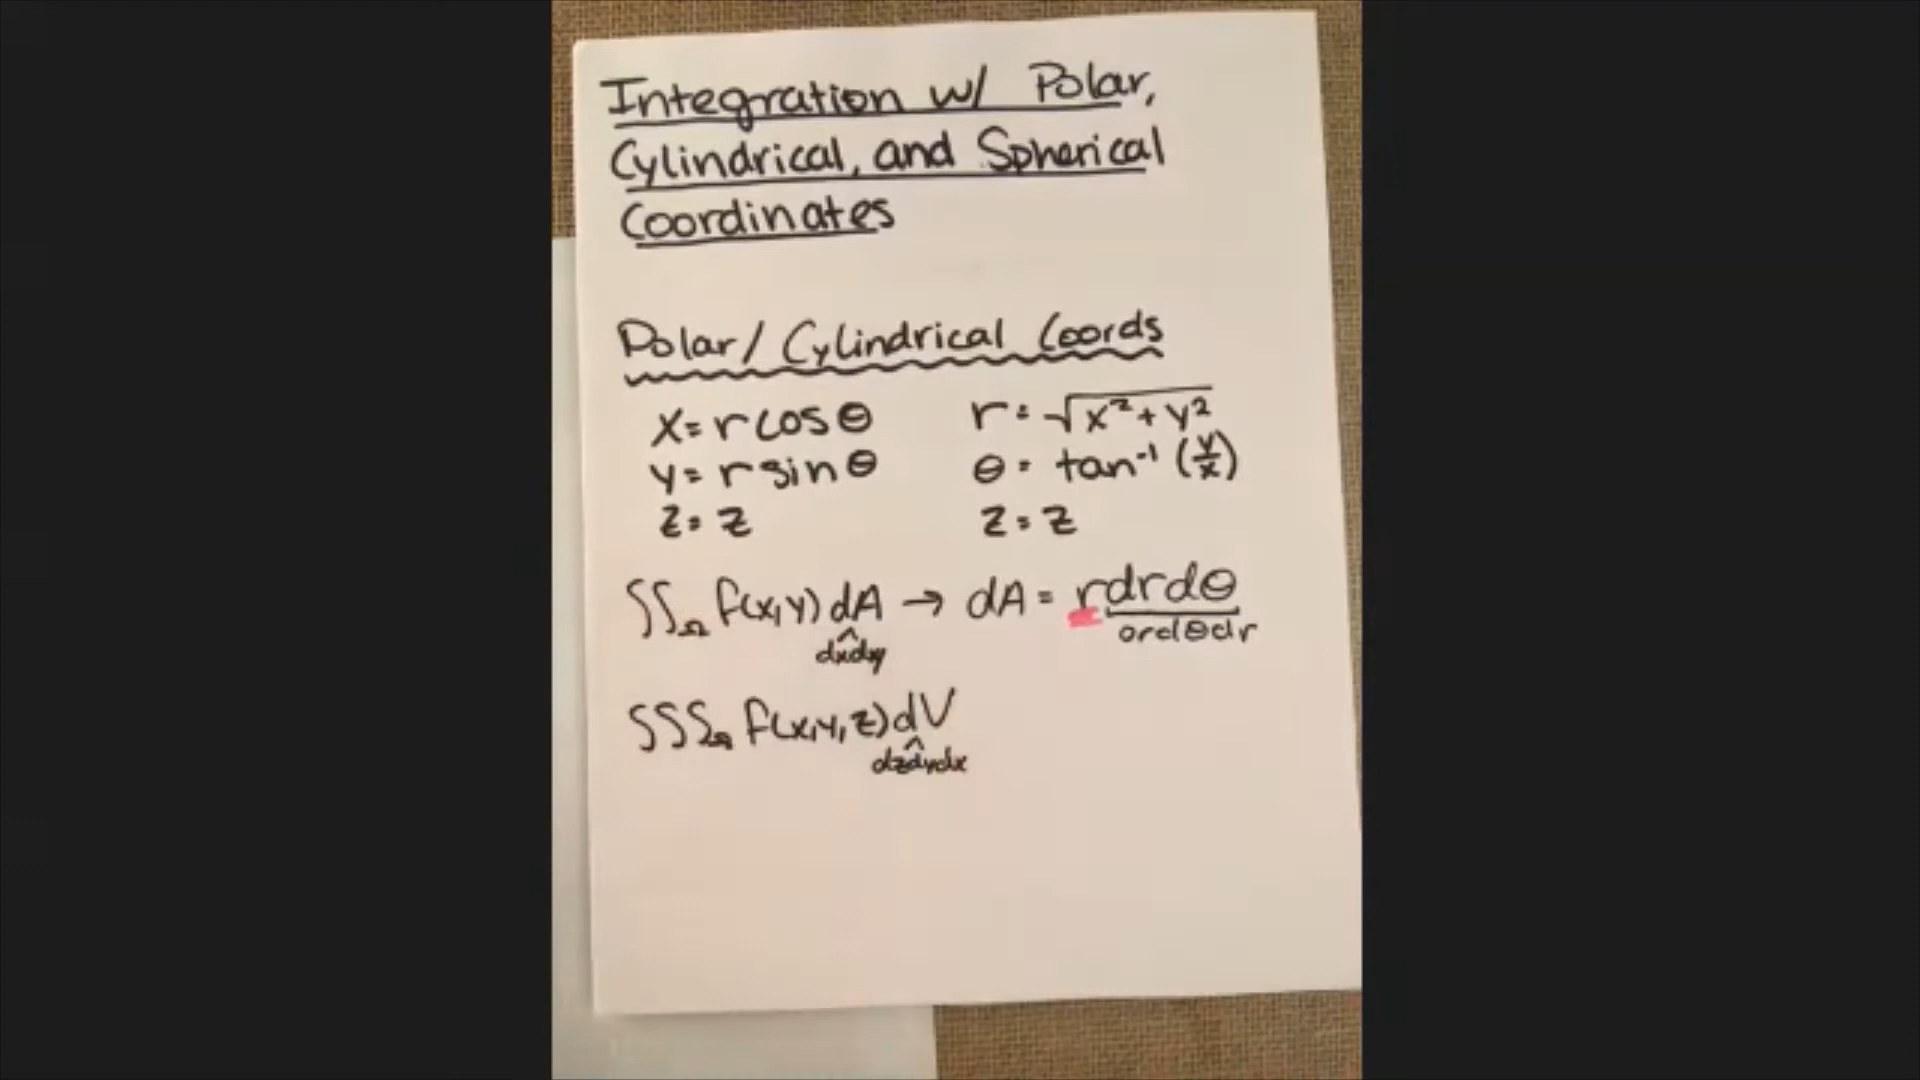 Integration w/ Polar,
Cylindrical, and Spherical
Coordinates
Polar/Cylindrical Coords
x = r cos θ
r = √x² + y²
y = r sin θ
θ = tan⁻¹ (y/x)
z = z
z = z
∫∫Ω f(x,y) dA → dA = r dr dθ
dxdy
or dθ dr
∫∫∫Ω f(x,y,z) dV
dzdydx